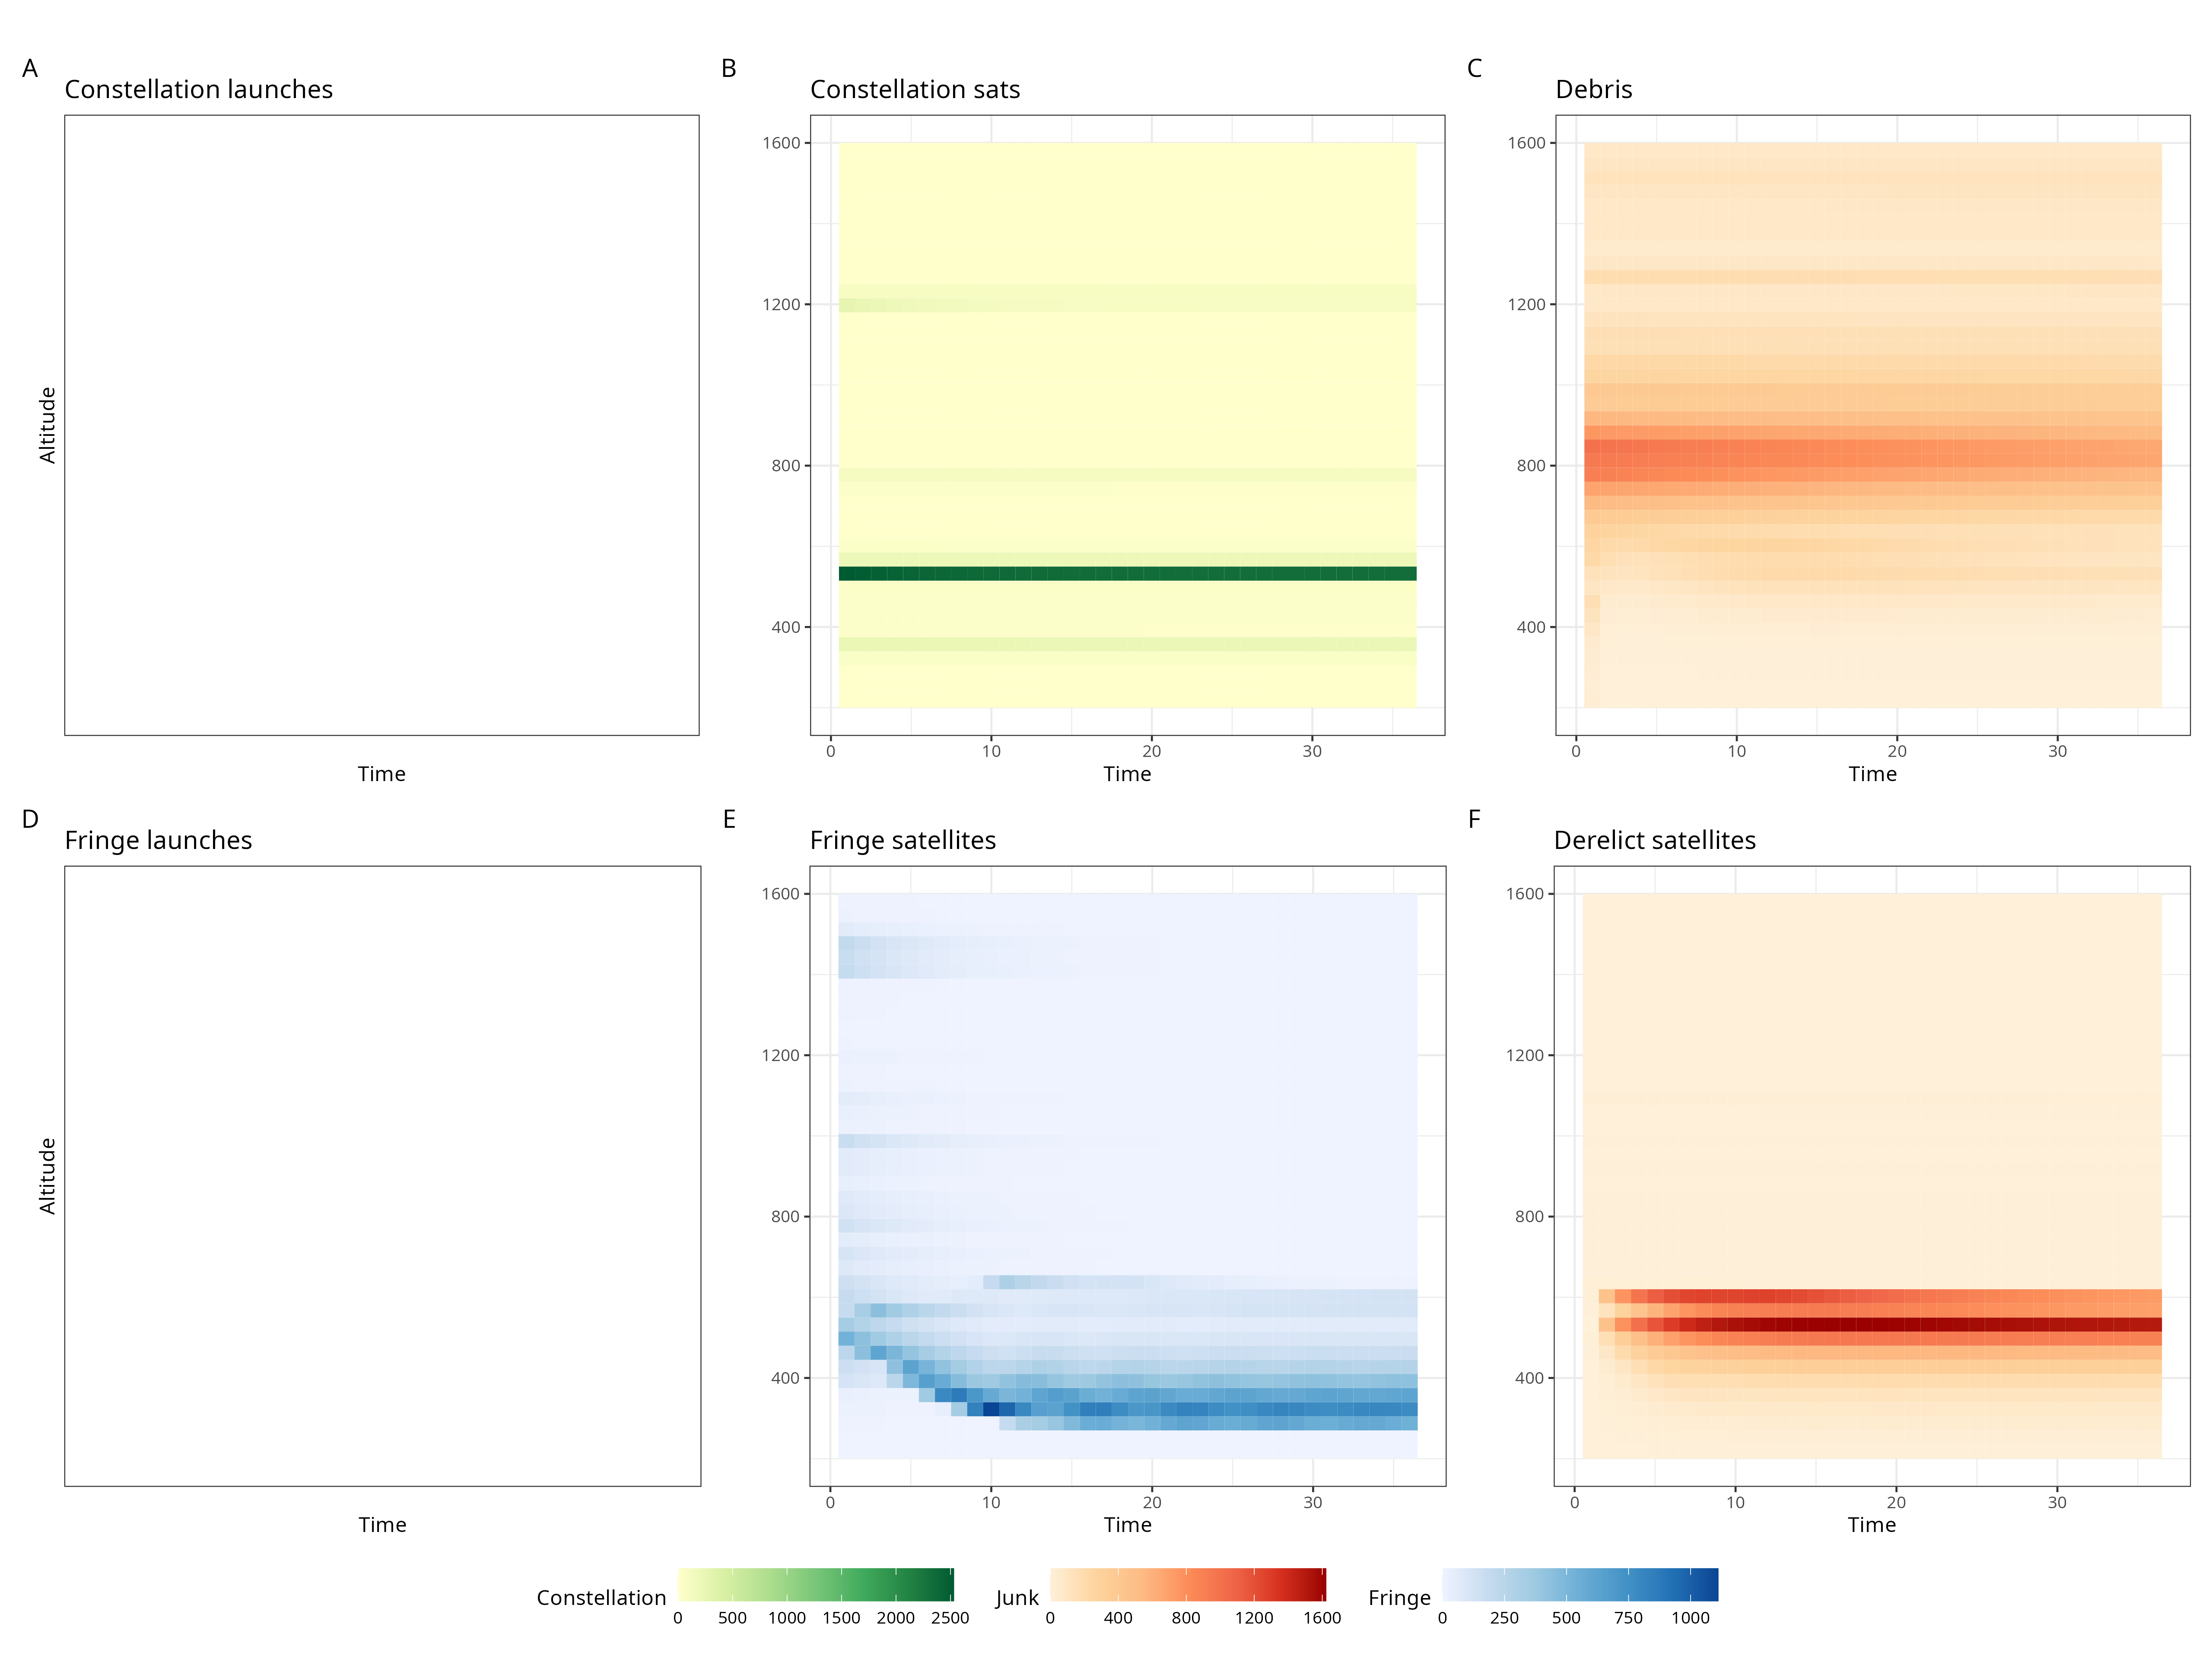 A
Constellation launches
Altitude
Time
B
Constellation sats
1600
1200
800
400
0 10 20 30
Time
C
Debris
1600
1200
800
400
0 10 20 30
Time
D
Fringe launches
Altitude
Time
E
Fringe satellites
1600
1200
800
400
0 10 20 30
Time
F
Derelict satellites
1600
1200
800
400
0 10 20 30
Time
Constellation
0 500 1000 1500 2000 2500
Junk
0 400 800 1200 1600
Fringe
0 250 500 750 1000